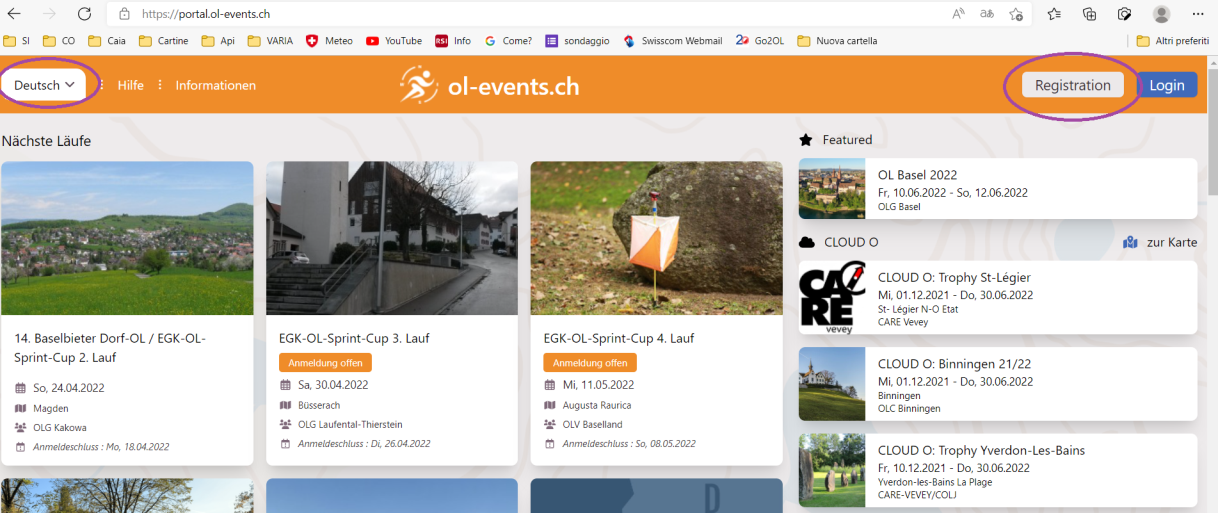 https://portal.ol-events.ch
SI
CO
Caia
Cartine
Api
VARIA
Meteo
YouTube
RSI Info
Come?
sondaggio
Swisscom Webmail
Go2OL
Nuova cartella
Altri preferiti
Deutsch
Hilfe
Informationen
ol-events.ch
Registration
Login
Nächste Läufe
14. Baselbieter Dorf-OL / EGK-OL-
Sprint-Cup 2. Lauf
So, 24.04.2022
Magden
OLG Kakowa
Anmeldeschluss : Mo, 18.04.2022
EGK-OL-Sprint-Cup 3. Lauf
Anmeldung offen
Sa, 30.04.2022
Büsserach
OLG Laufental-Thierstein
Anmeldeschluss : Di, 26.04.2022
EGK-OL-Sprint-Cup 4. Lauf
Anmeldung offen
Mi, 11.05.2022
Augusta Raurica
OLV Baselland
Anmeldeschluss : So, 08.05.2022
Featured
OL Basel 2022
Fr, 10.06.2022 - So, 12.06.2022
OLG Basel
CLOUD O
zur Karte
CARE
vevey
CLOUD O: Trophy St-Légier
Mi, 01.12.2021 - Do, 30.06.2022
St- Légier N-O Etat
CARE Vevey
CLOUD O: Binningen 21/22
Mi, 01.12.2021 - Do, 30.06.2022
Binningen
OLC Binningen
CLOUD O: Trophy Yverdon-Les-Bains
Fr, 10.12.2021 - Do, 30.06.2022
Yverdon-les-Bains La Plage
CARE-VEVEY/COLJ